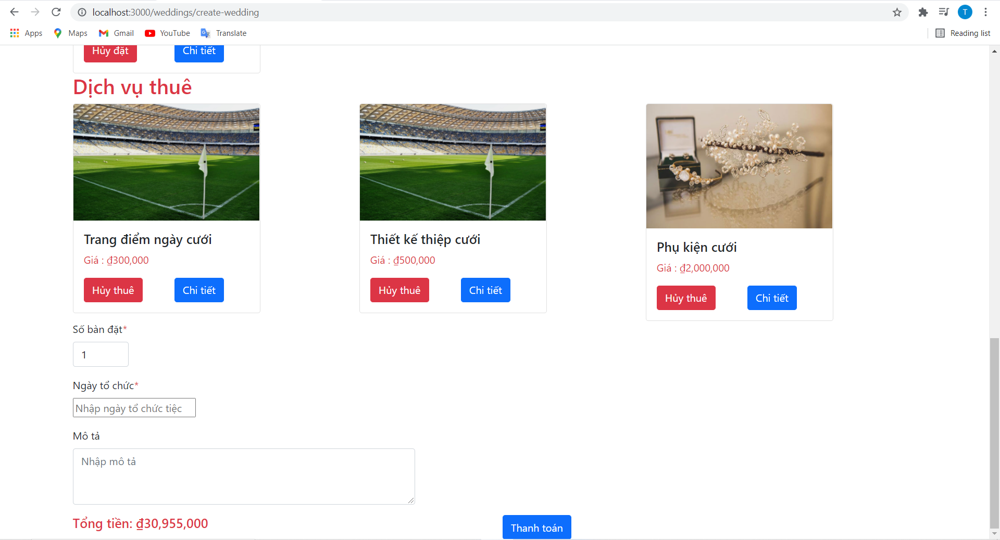 localhost:3000/weddings/create-wedding
T
Apps
Maps
Gmail
YouTube
Translate
Reading list
Hủy đặt
Chi tiết
Dịch vụ thuê
Trang điểm ngày cưới
Giá : ₫300,000
Hủy thuê
Chi tiết
Thiết kế thiệp cưới
Giá : ₫500,000
Hủy thuê
Chi tiết
Phụ kiện cưới
Giá : ₫2,000,000
Hủy thuê
Chi tiết
Số bàn đặt*
1
Ngày tổ chức*
Nhập ngày tổ chức tiệc
Mô tả
Nhập mô tả
Tổng tiền: ₫30,955,000
Thanh toán